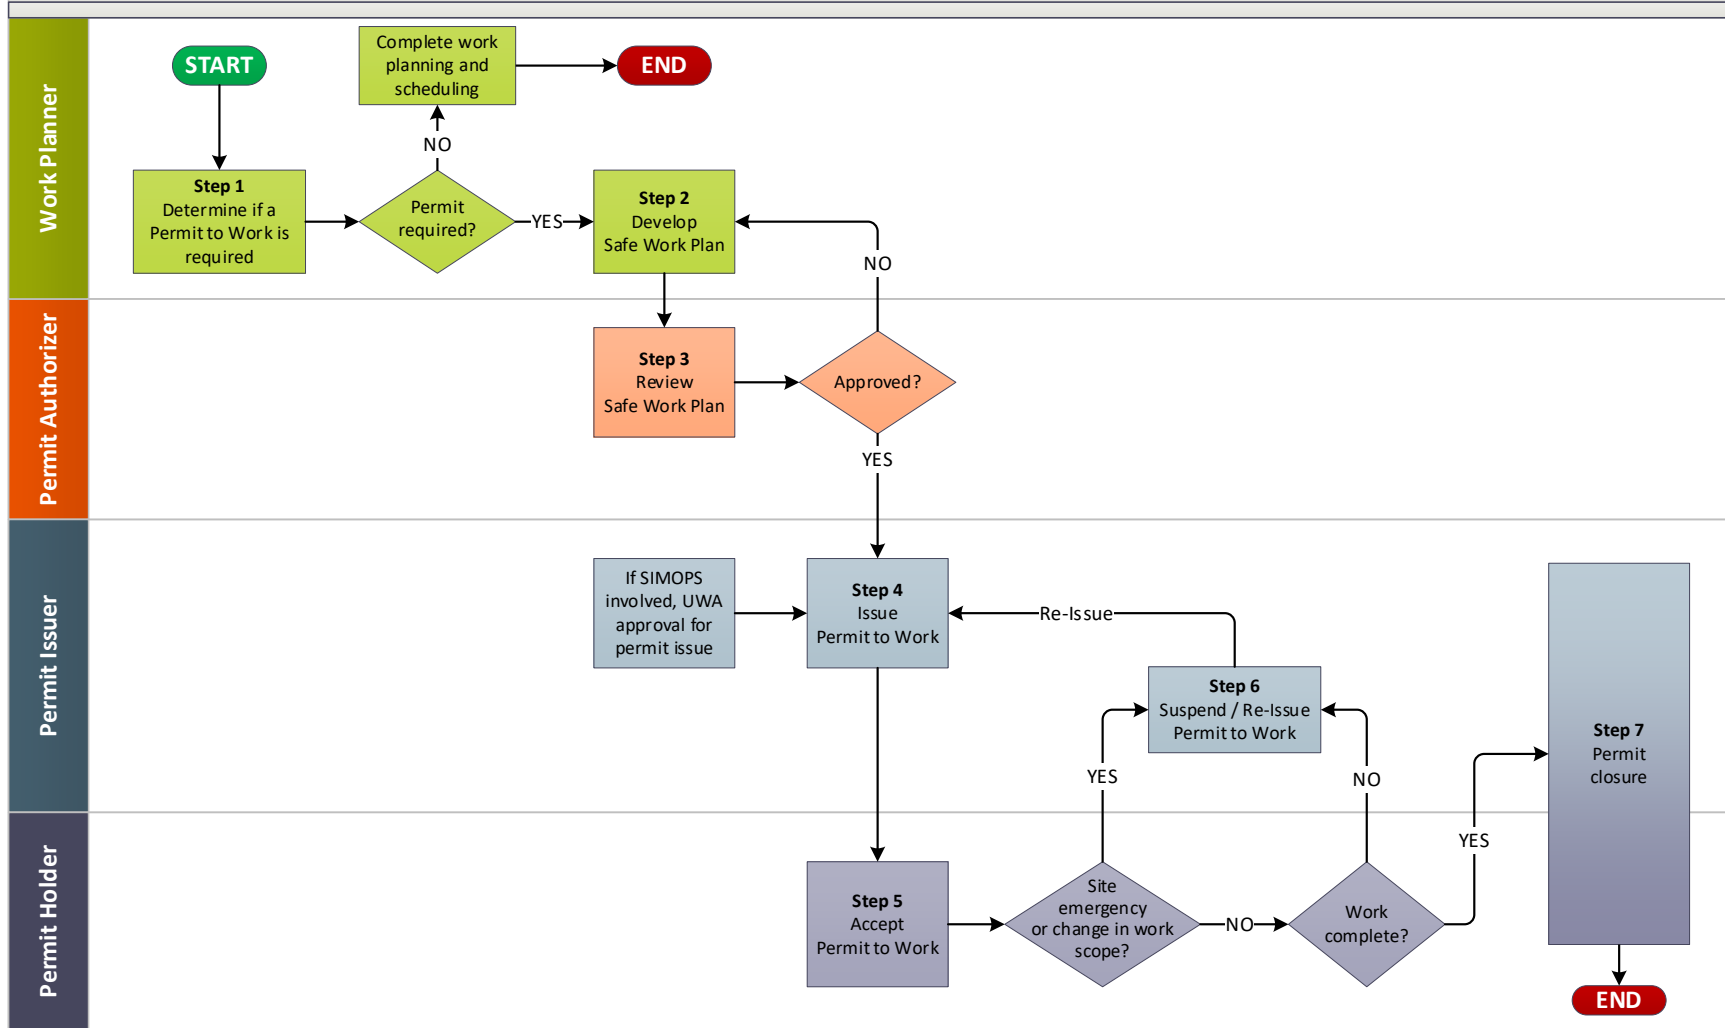 Work Planner
START
Complete work
planning and
scheduling
END
NO
Step 1
Determine if a
Permit to Work is
required
Permit
required?
YES
Step 2
Develop
Safe Work Plan
NO
Permit Authorizer
Step 3
Review
Safe Work Plan
Approved?
YES
Permit Issuer
If SIMOPS
involved, UWA
approval for
permit issue
Step 4
Issue
Permit to Work
Re-Issue
Step 6
Suspend / Re-Issue
Permit to Work
YES
NO
Step 7
Permit
closure
Permit Holder
Step 5
Accept
Permit to Work
Site
emergency
or change in work
scope?
NO
Work
complete?
YES
END